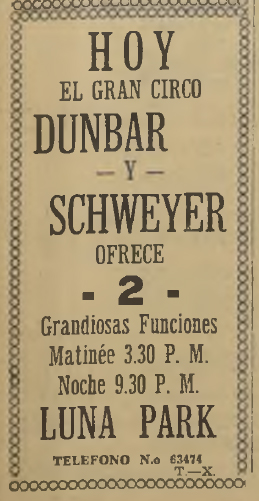 HOY
EL GRAN CIRCO
DUNBAR
— Y —
SCHWEYER
OFRECE
- 2 -
Grandiosas Funciones
Matinée 3.30 P. M.
Noche 9.30 P. M.
LUNA PARK
TELEFONO N.o 63474
T.—X.